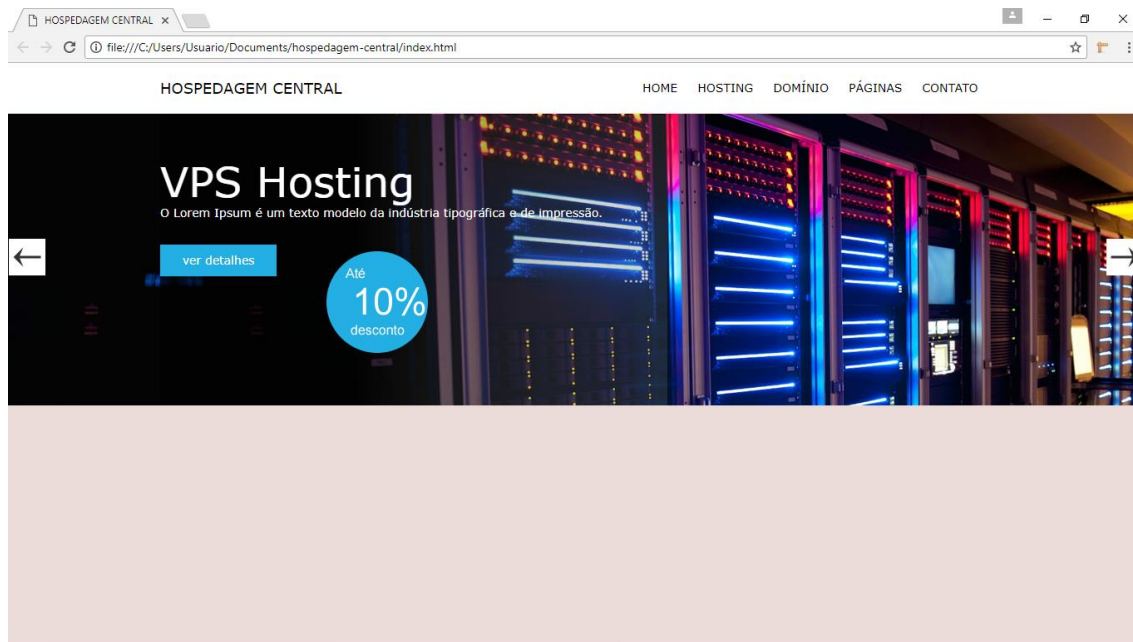 HOSPEDAGEM CENTRAL
file:///C:/Users/Usuario/Documents/hospedagem-central/index.html
HOSPEDAGEM CENTRAL
HOME HOSTING DOMÍNIO PÁGINAS CONTATO
VPS Hosting
O Lorem Ipsum é um texto modelo da indústria tipográfica e de impressão.
ver detalhes
Até
10%
desconto